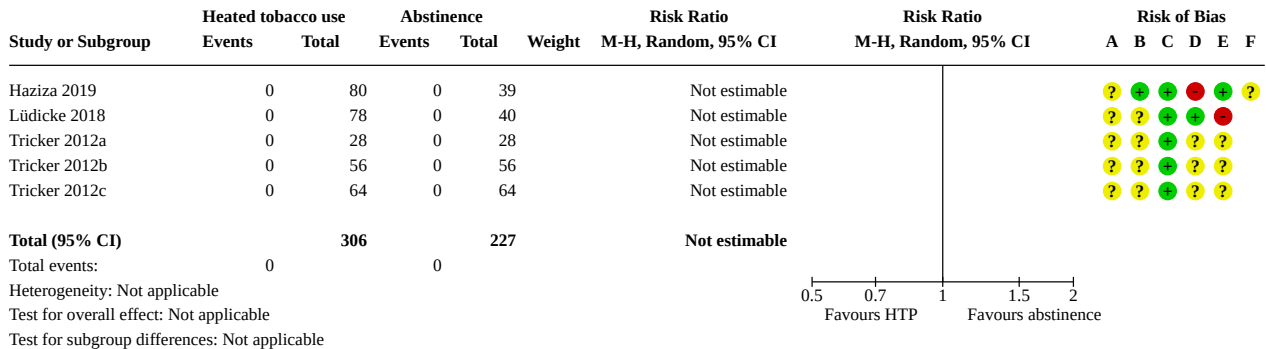 Heated tobacco use Abstinence Risk Ratio Risk Ratio Risk of Bias
Study or Subgroup Events Total Events Total Weight M-H, Random, 95% CI M-H, Random, 95% CI A B C D E F
Haziza 2019 0 80 0 39 Not estimable ? + + - + ?
Lüdicke 2018 0 78 0 40 Not estimable ? ? + + -
Tricker 2012a 0 28 0 28 Not estimable ? ? + ? ?
Tricker 2012b 0 56 0 56 Not estimable ? ? + ? ?
Tricker 2012c 0 64 0 64 Not estimable ? ? + ? ?
Total (95% CI) 306 227 Not estimable
Total events: 0 0
Heterogeneity: Not applicable
0.5 0.7 1 1.5 2
Test for overall effect: Not applicable Favours HTP Favours abstinence
Test for subgroup differences: Not applicable